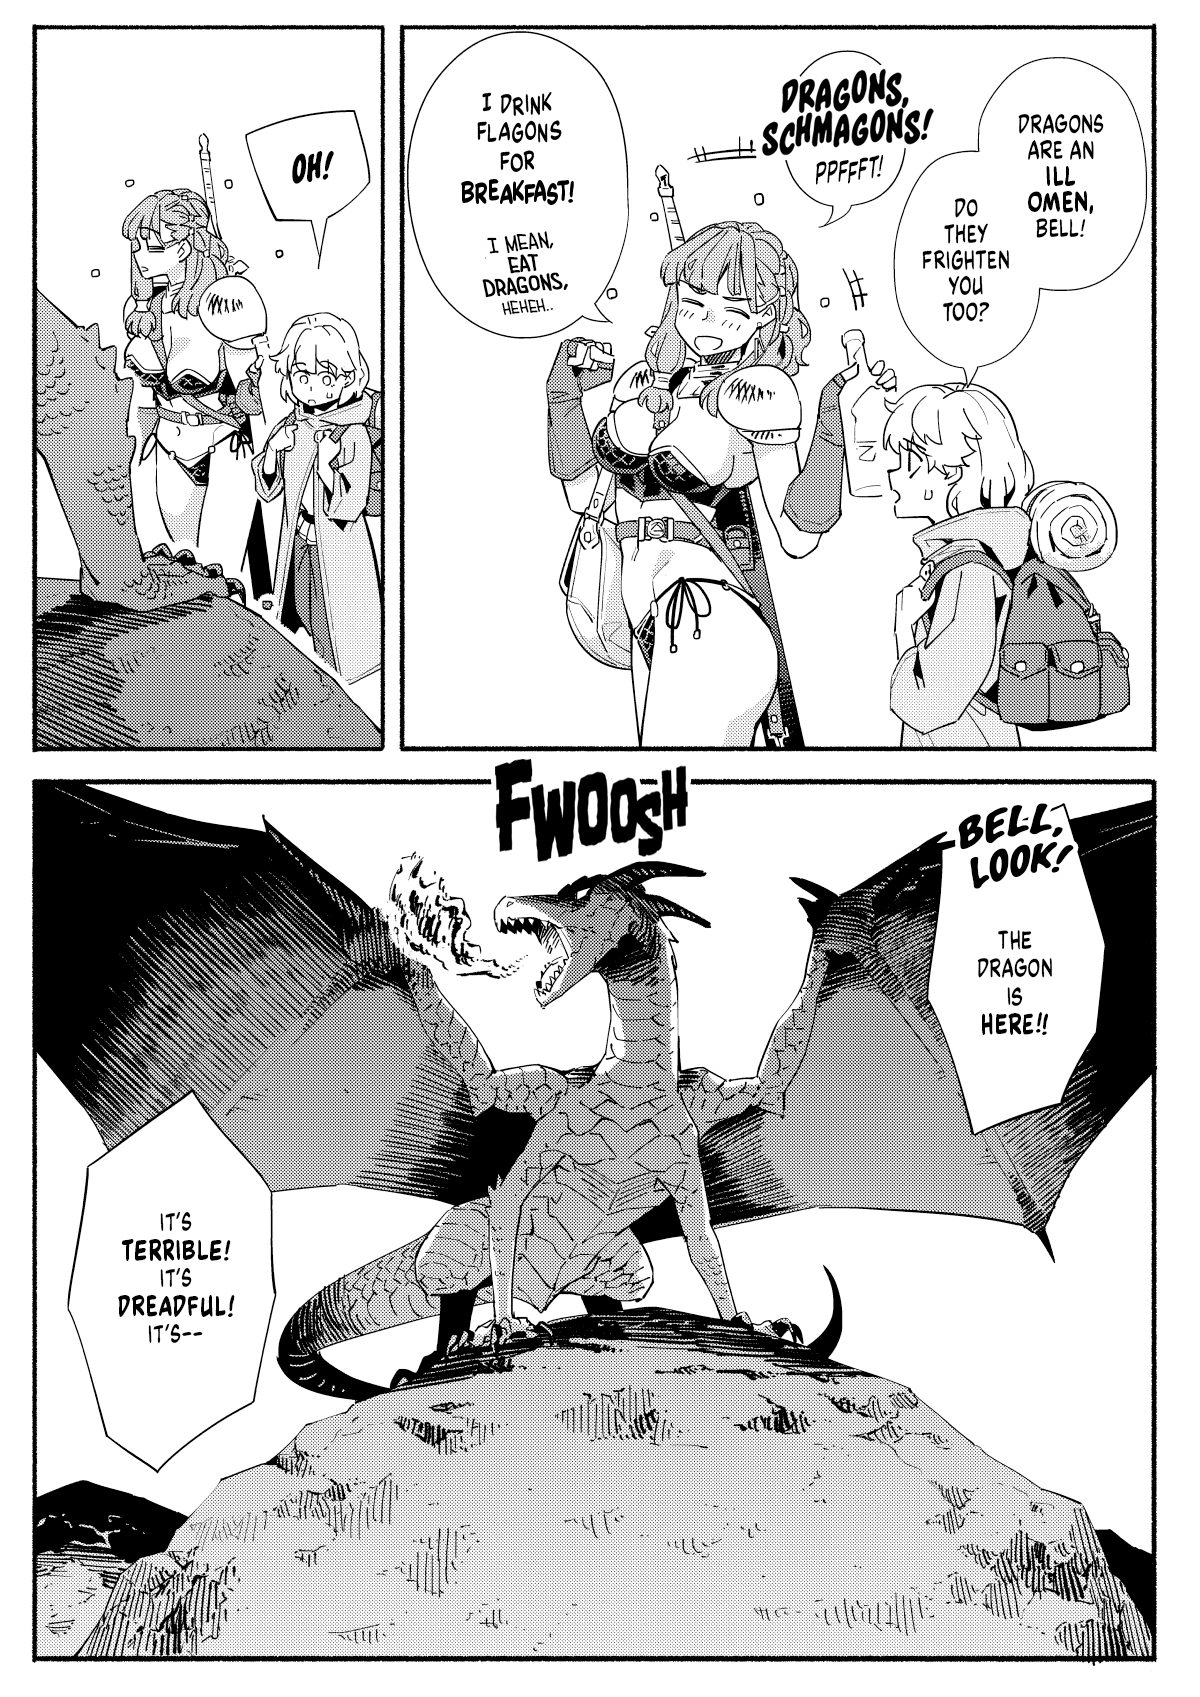 DRAGONS
ARE AN
ILL
OMEN,
BELL!
DO
THEY
FRIGHTEN
YOU
TOO?
DRAGONS,
SCHMAGONS!
PPFFFT!
I DRINK
FLAGONS
FOR
BREAKFAST!
I MEAN,
EAT
DRAGONS,
HEHEH..
OH!
FWOOSH
BELL,
LOOK!
THE
DRAGON
IS
HERE!!
IT'S
TERRIBLE!
IT'S
DREADFUL!
IT'S--